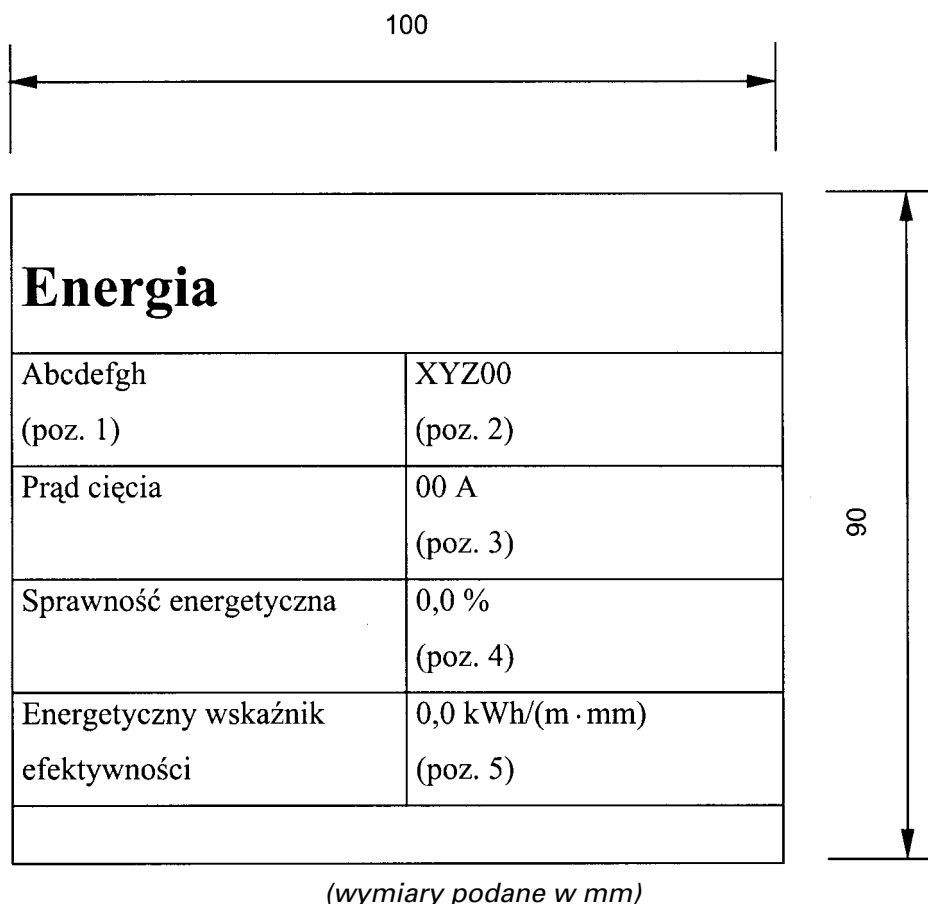 100
Energia
Abcdefgh
(poz. 1)
XYZ00
(poz. 2)
Prąd cięcia
00 A
(poz. 3)
Sprawność energetyczna
0,0 %
(poz. 4)
Energetyczny wskaźnik
efektywności
0,0 kWh/(m · mm)
(poz. 5)
90
(wymiary podane w mm)